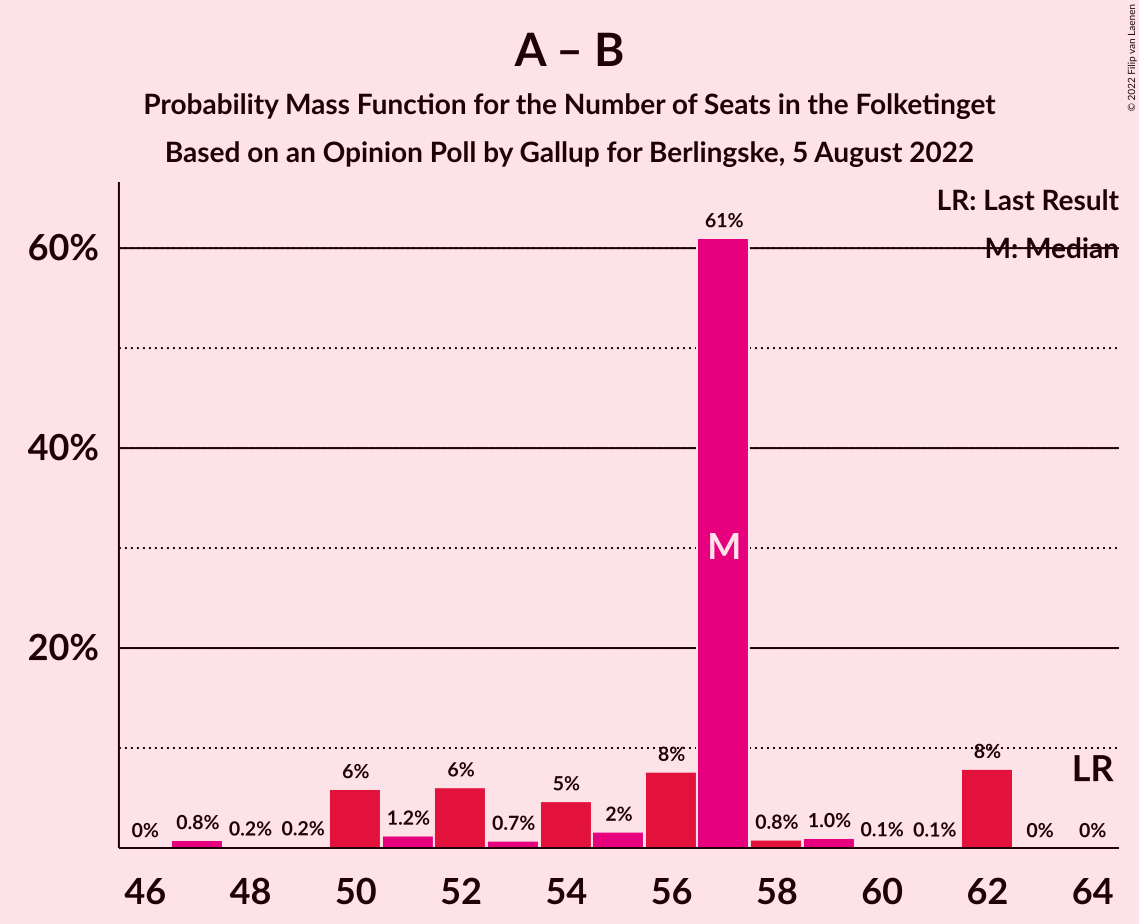 A – B
Probability Mass Function for the Number of Seats in the Folketinget
Based on an Opinion Poll by Gallup for Berlingske, 5 August 2022
© 2022 Filip van Laenen
LR: Last Result
M: Median
60%
40%
20%
61%
M
LR
0% 0.8% 0.2% 0.2% 6% 1.2% 6% 0.7% 5% 2% 8% 0.8% 1.0% 0.1% 0.1% 8% 0% 0%
46 48 50 52 54 56 58 60 62 64